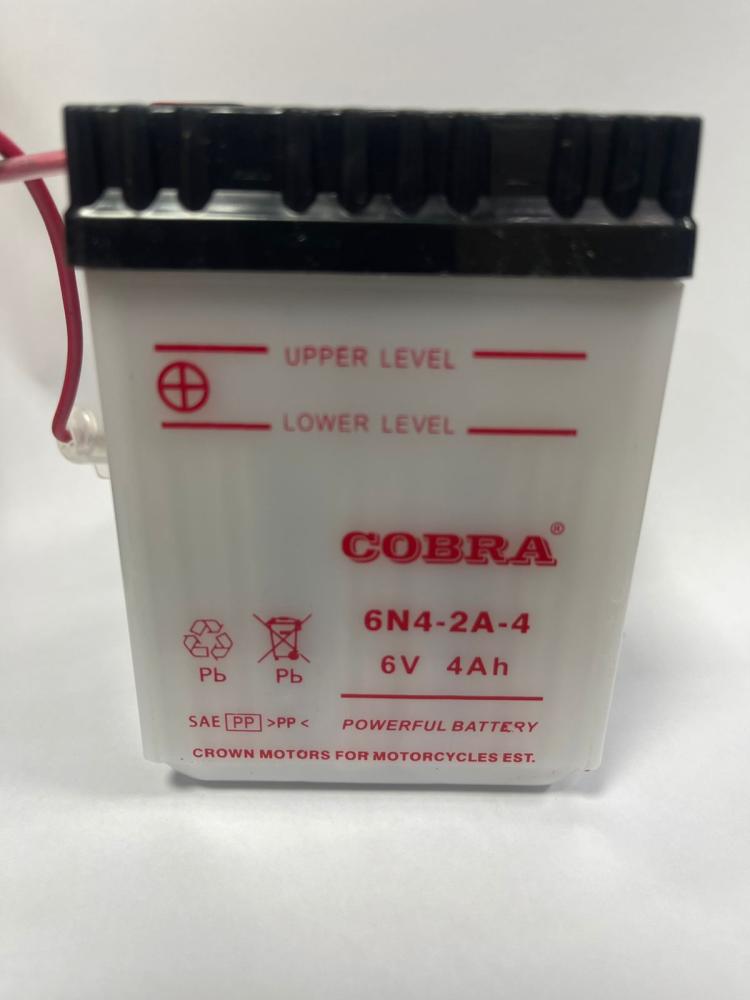 UPPER LEVEL
LOWER LEVEL
COBRA®
6N4-2A-4
6V 4Ah
Pb Pb
SAE PP >PP<
POWERFUL BATTERY
CROWN MOTORS FOR MOTORCYCLES EST.